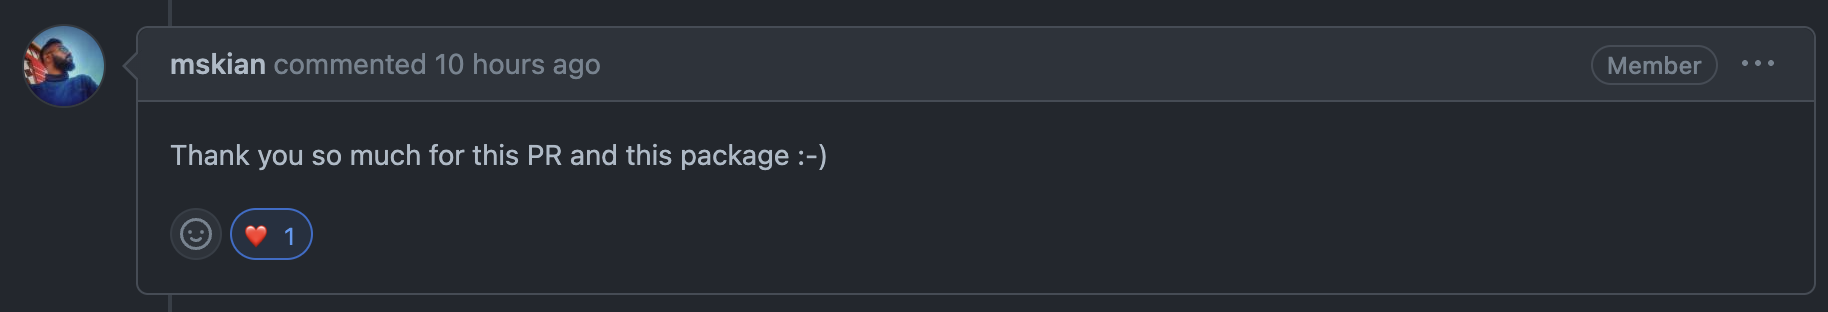 mskian commented 10 hours ago
Member
Thank you so much for this PR and this package :-)
1